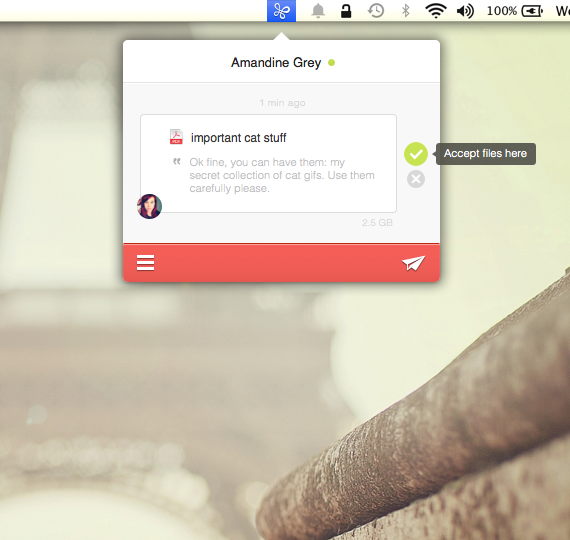 100%
We
Amandine Grey
1 min ago
important cat stuff
Ok fine, you can have them: my
secret collection of cat gifs. Use them
carefully please.
Accept files here
2.5 GB